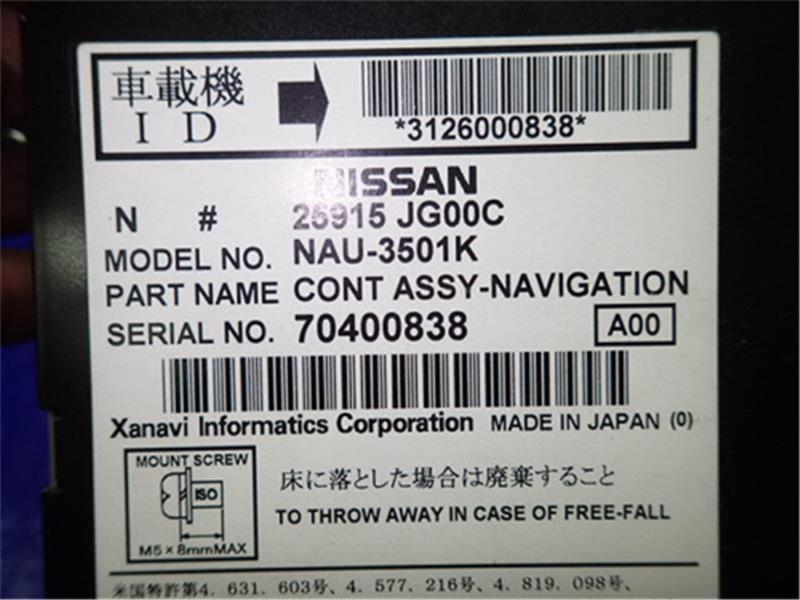 車載機
ID
*3126000838*
NISSAN
N # 25915 JG00C
MODEL NO. NAU-3501K
PART NAME CONT ASSY-NAVIGATION
SERIAL NO. 70400838 A00
Xanavi Informatics Corporation MADE IN JAPAN (0)
MOUNT SCREW
ISO
M5×8mmMAX
床に落とした場合は廃棄すること
TO THROW AWAY IN CASE OF FREE-FALL
米国特許第4. 631. 603号、4. 577. 216号、4. 819. 098号、